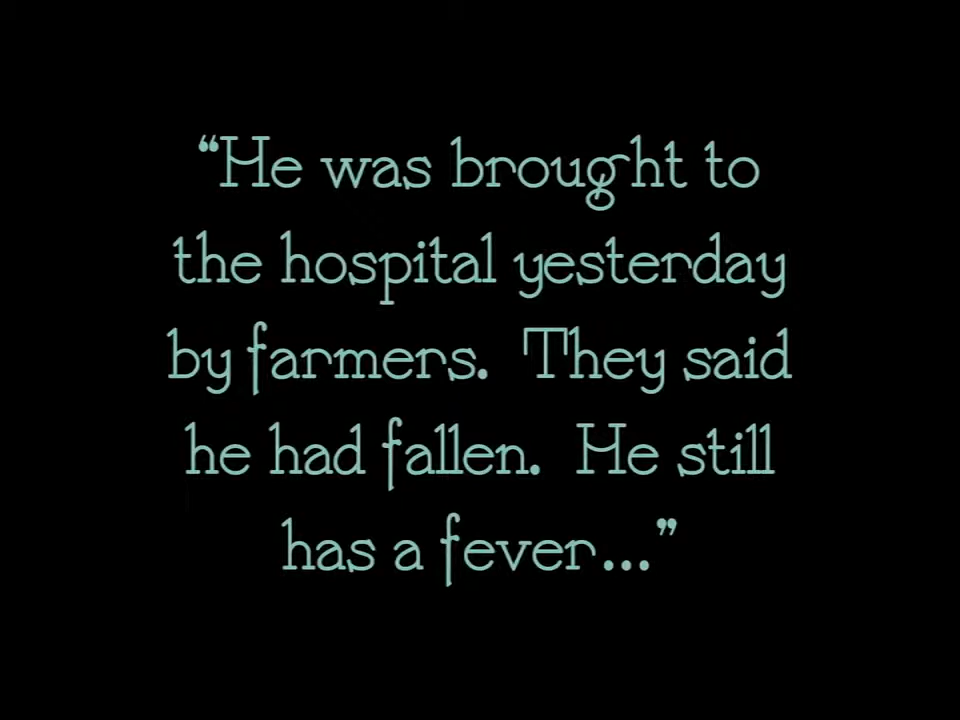 “He was brought to
the hospital yesterday
by farmers.  They said
he had fallen.  He still
has a fever...”